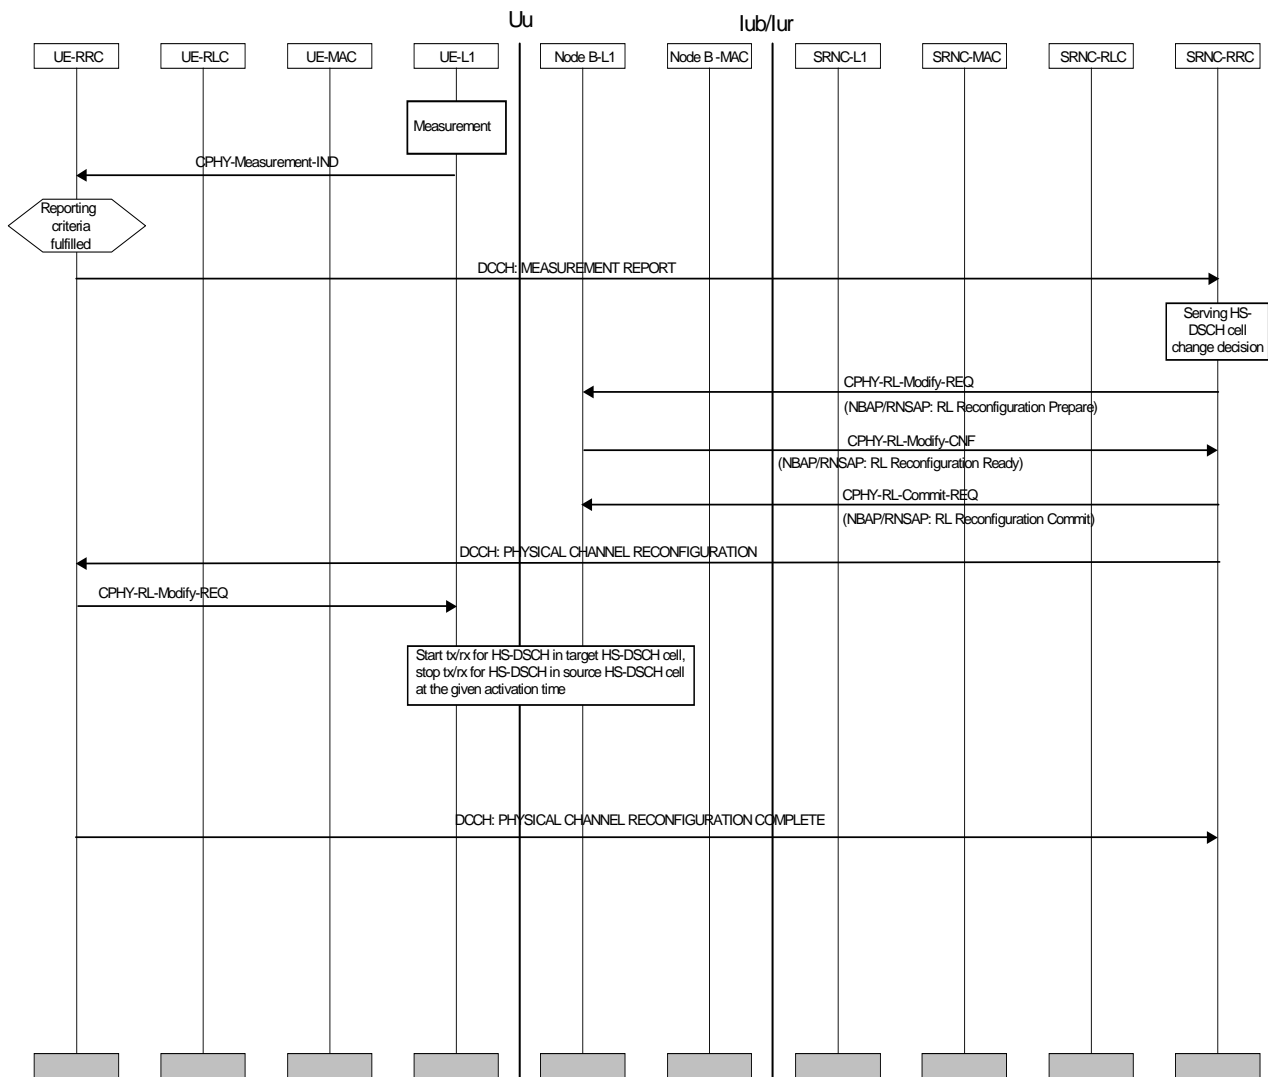 Uu
Iub/Iur
UE-RRC
UE-RLC
UE-MAC
UE-L1
Node B-L1
Node B -MAC
SRNC-L1
SRNC-MAC
SRNC-RLC
SRNC-RRC
Measurement
CPHY-Measurement-IND
Reporting
criteria
fulfilled
DCCH: MEASUREMENT REPORT
Serving HS-
DSCH cell
change decision
CPHY-RL-Modify-REQ
(NBAP/RNSAP: RL Reconfiguration Prepare)
CPHY-RL-Modify-CNF
(NBAP/RNSAP: RL Reconfiguration Ready)
CPHY-RL-Commit-REQ
(NBAP/RNSAP: RL Reconfiguration Commit)
DCCH: PHYSICAL CHANNEL RECONFIGURATION
CPHY-RL-Modify-REQ
Start tx/rx for HS-DSCH in target HS-DSCH cell,
stop tx/rx for HS-DSCH in source HS-DSCH cell
at the given activation time
DCCH: PHYSICAL CHANNEL RECONFIGURATION COMPLETE